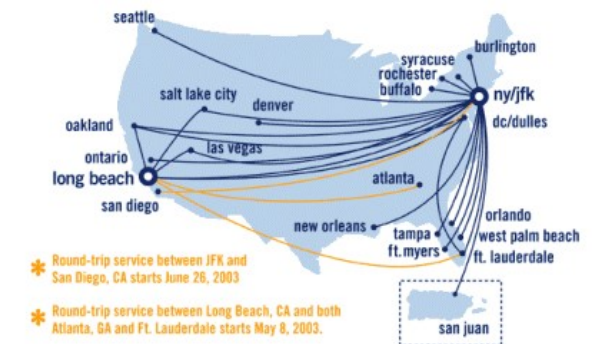 seattle
burlington
syracuse
rochester
buffalo
ny/jfk
salt lake city
denver
dc/dulles
oakland
las vegas
ontario
long beach
atlanta
san diego
orlando
new orleans
tampa
west palm beach
ft.myers
ft. lauderdale
* Round-trip service between JFK and
San Diego, CA starts June 26, 2003
* Round-trip service between Long Beach, CA and both
Atlanta, GA and Ft. Lauderdale starts May 8, 2003.
san juan